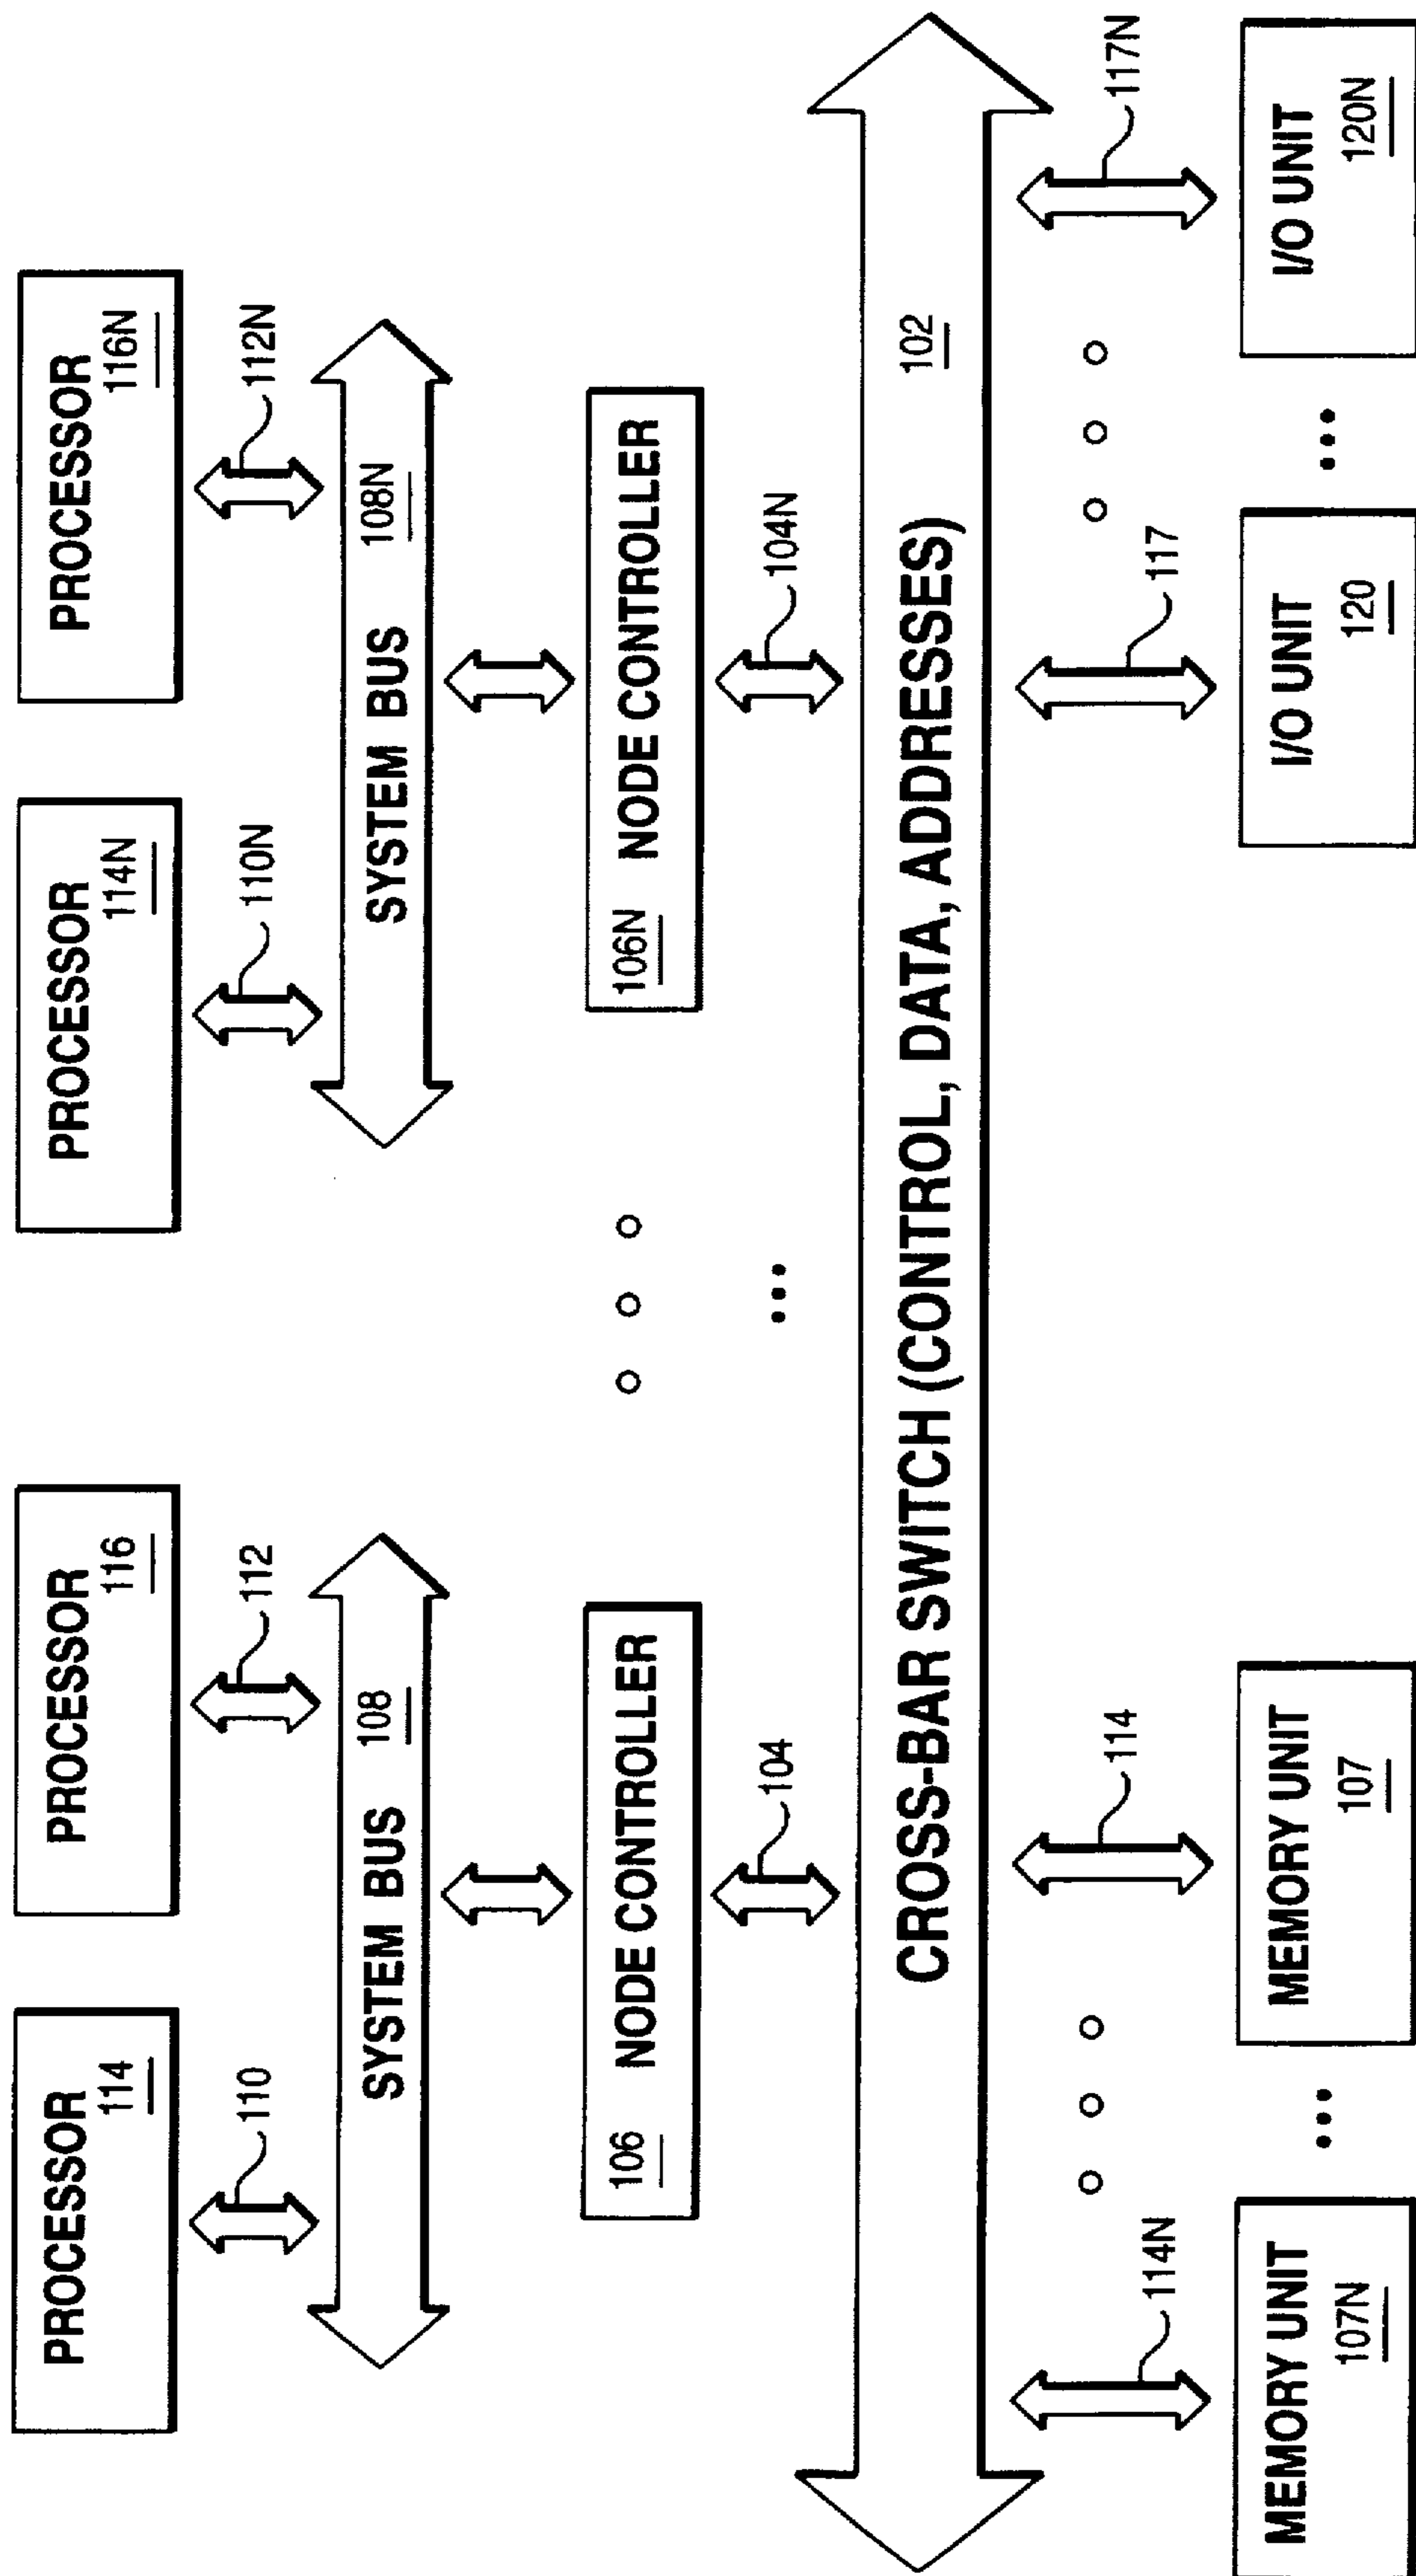 PROCESSOR
114
PROCESSOR
116
PROCESSOR
114N
PROCESSOR
116N
110
112
110N
112N
SYSTEM BUS 108
SYSTEM BUS 108N
106 NODE CONTROLLER
106N NODE CONTROLLER
104
104N
CROSS-BAR SWITCH (CONTROL, DATA, ADDRESSES) 102
114N
114
117
117N
MEMORY UNIT
107N
MEMORY UNIT
107
I/O UNIT
120
I/O UNIT
120N